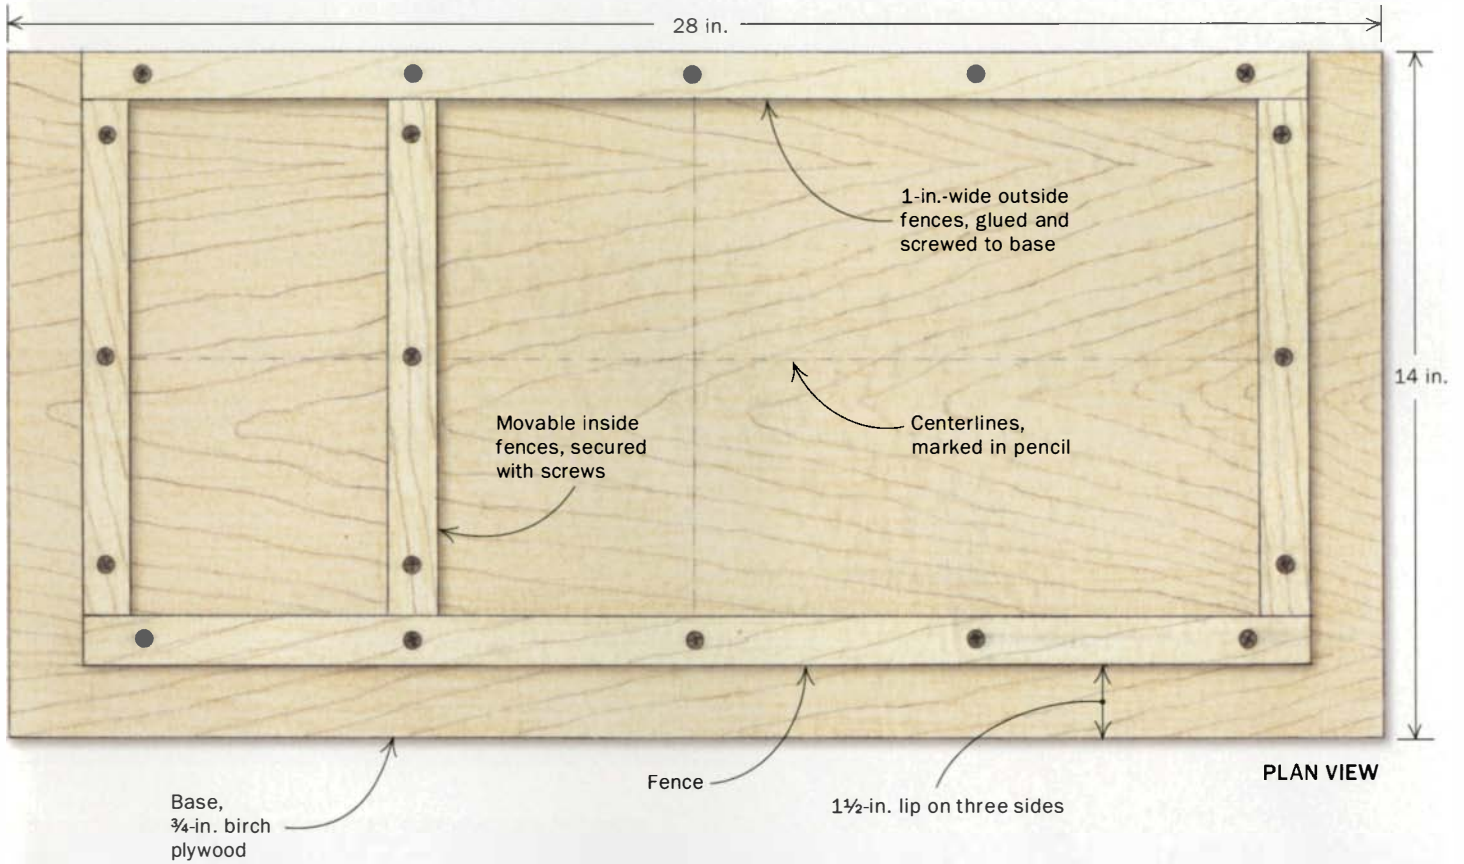 28 in.
1-in.-wide outside
fences, glued and
screwed to base
14 in.
Movable inside
fences, secured
with screws
Centerlines,
marked in pencil
PLAN VIEW
Fence
1½-in. lip on three sides
Base,
¾-in. birch
plywood